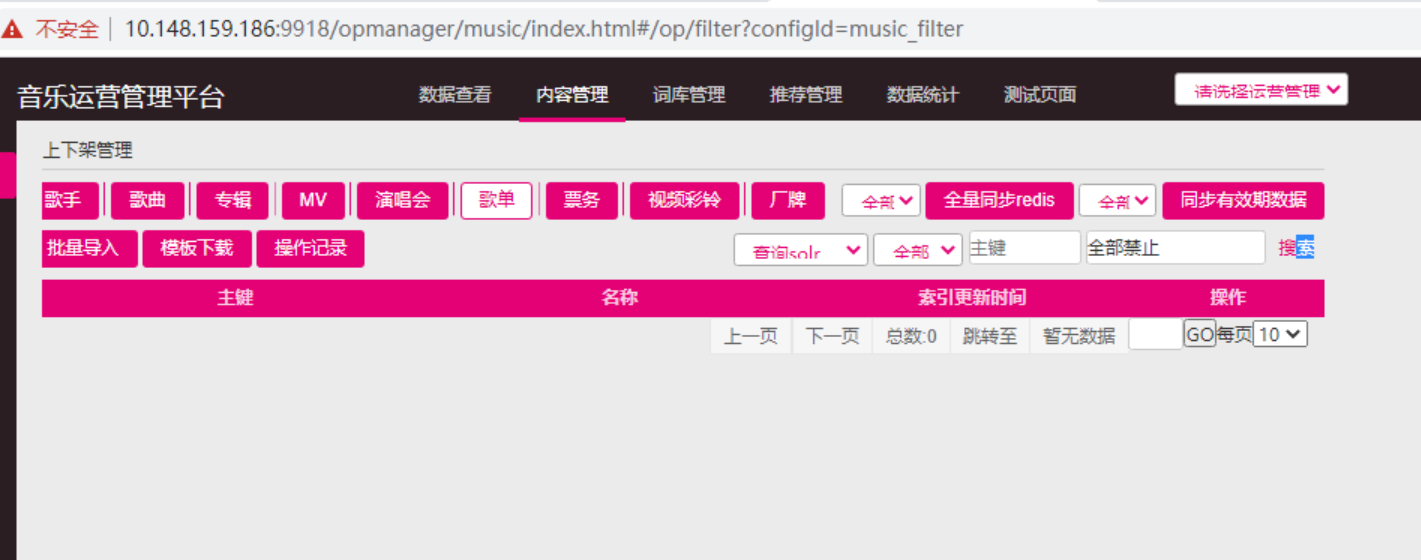 不安全 10.148.159.186:9918/opmanager/music/index.html#/op/filter?configId=music_filter
音乐运营管理平台 数据查看 内容管理 词库管理 推荐管理 数据统计 测试页面 请选择运营管理
上下架管理
歌手 歌曲 专辑 MV 演唱会 歌单 票务 视频彩铃 厂牌 全部 全量同步redis 全部 同步有效期数据
批量导入 模板下载 操作记录 查询solr 全部 主键 全部禁止 搜索
主键 名称 索引更新时间 操作
上一页 下一页 总数:0 跳转至 暂无数据 GO每页 10